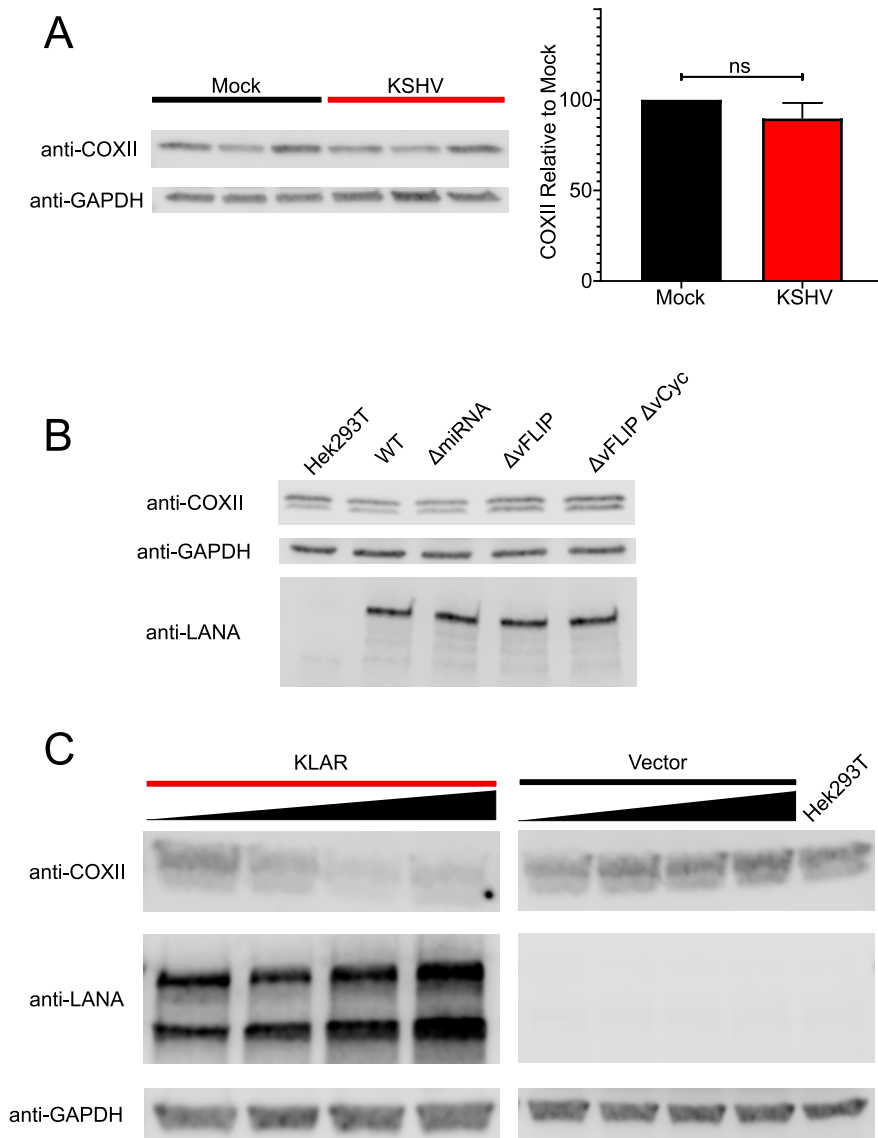 A
Mock
KSHV
anti-COXII
anti-GAPDH
COXII Relative to Mock
100
50
0
ns
Mock
KSHV
B
Hek293T
WT
ΔmiRNA
ΔvFLIP
ΔvFLIP ΔvCyc
anti-COXII
anti-GAPDH
anti-LANA
C
KLAR
Vector
Hek293T
anti-COXII
anti-LANA
anti-GAPDH